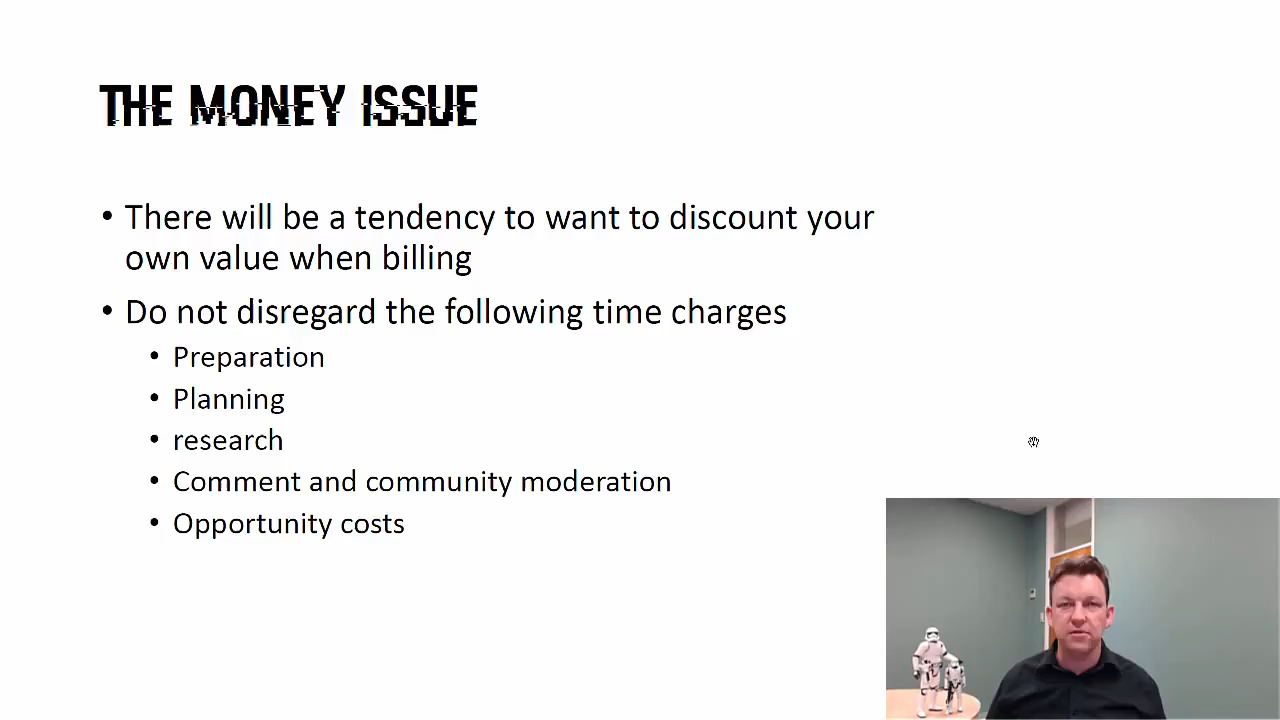 THE MONEY ISSUE
• There will be a tendency to want to discount your
own value when billing
• Do not disregard the following time charges
• Preparation
• Planning
• research
• Comment and community moderation
• Opportunity costs